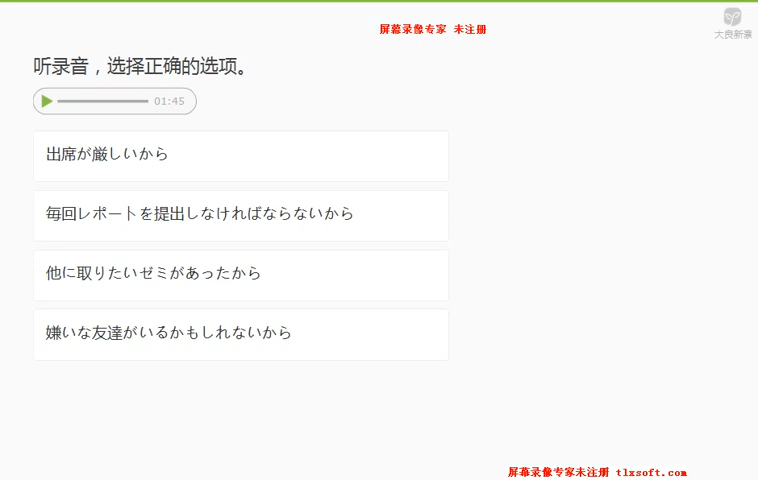 屏幕录像专家 未注册
大良新素
听录音，选择正确的选项。
01:45
出席が厳しいから
毎回レポートを提出しなければならないから
他に取りたいゼミがあったから
嫌いな友達がいるかもしれないから
屏幕录像专家未注册 tlxsoft.com